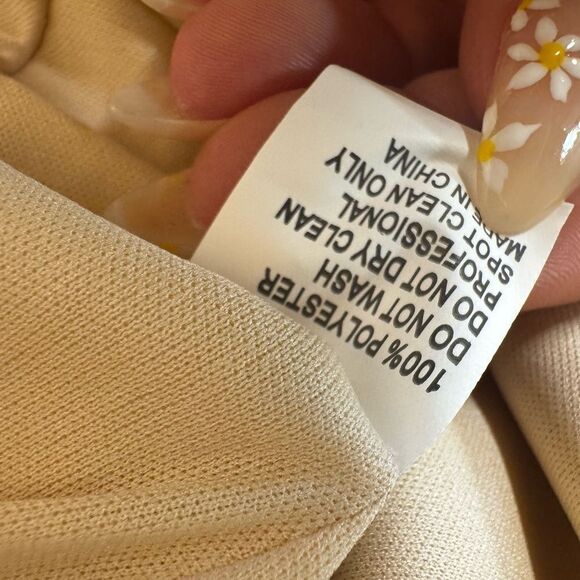 100% POLYESTER
DO NOT WASH
DO NOT DRY CLEAN
PROFESSIONAL
SPOT CLEAN ONLY
MADE IN CHINA